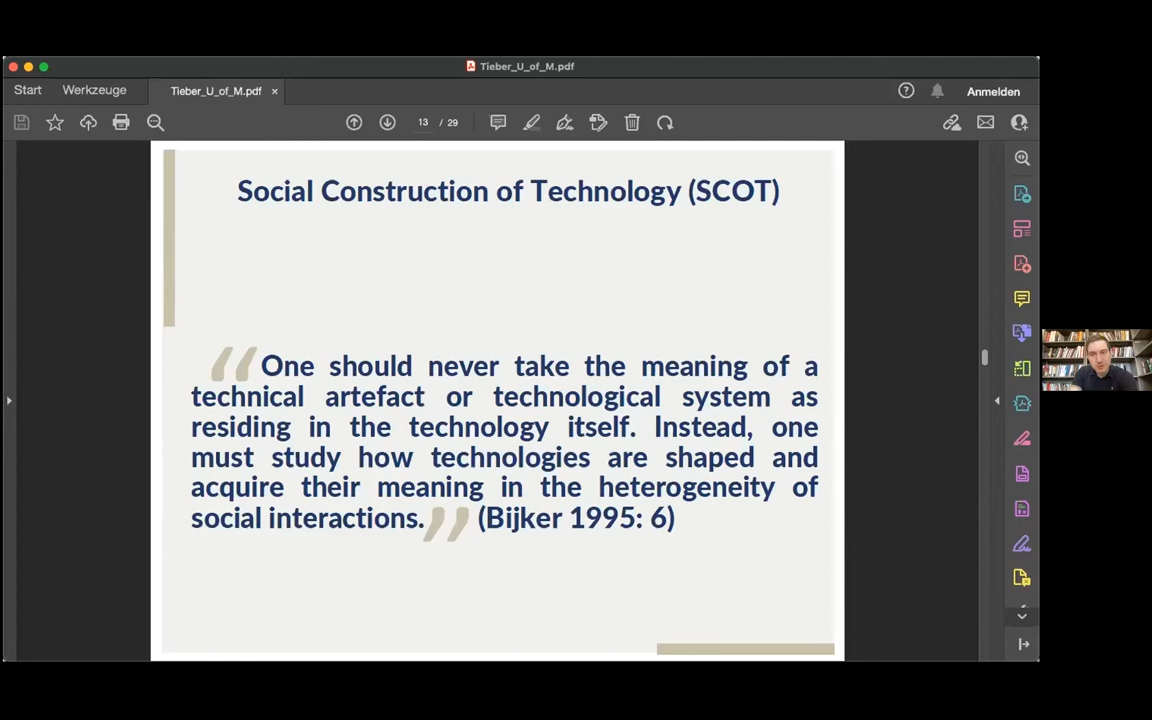 Tieber_U_of_M.pdf
Start Werkzeuge Tieber_U_of_M.pdf × Anmelden
13 / 29
Social Construction of Technology (SCOT)
“One should never take the meaning of a
technical artefact or technological system as
residing in the technology itself. Instead, one
must study how technologies are shaped and
acquire their meaning in the heterogeneity of
social interactions.” (Bijker 1995: 6)